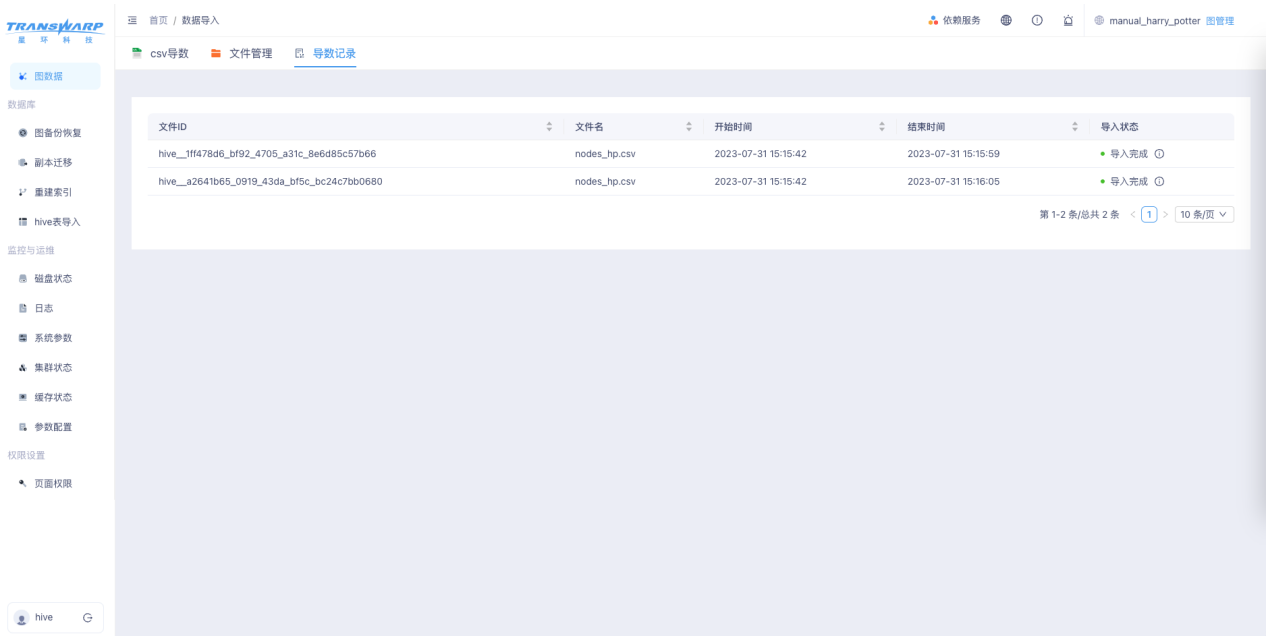 TRANSWARP
星 环 科 技
首页 / 数据导入
依赖服务
manual_harry_potter 图管理
csv导数
文件管理
导数记录
图数据
数据库
图备份恢复
副本迁移
重建索引
hive表导入
监控与运维
磁盘状态
日志
系统参数
集群状态
缓存状态
参数配置
权限设置
页面权限
hive
文件ID 文件名 开始时间 结束时间 导入状态
hive__1ff478d6_bf92_4705_a31c_8e6d85c57b66 nodes_hp.csv 2023-07-31 15:15:42 2023-07-31 15:15:59 导入完成
hive__a2641b65_0919_43da_bf5c_bc24c7bb0680 nodes_hp.csv 2023-07-31 15:15:42 2023-07-31 15:16:05 导入完成
第 1-2 条/总共 2 条 < 1 > 10 条/页